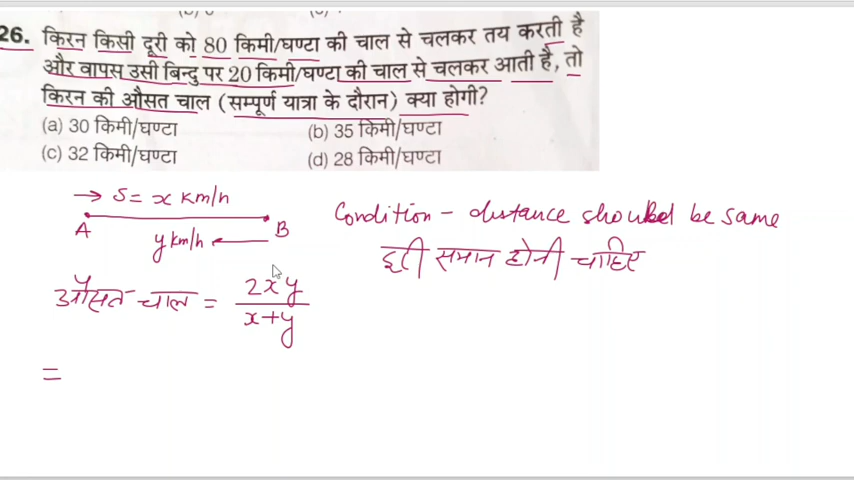 26. किरन किसी दूरी को 80 किमी/घण्टा की चाल से चलकर तय करती है
और वापस उसी बिन्दु पर 20 किमी/घण्टा की चाल से चलकर आती है, तो
किरन की औसत चाल (सम्पूर्ण यात्रा के दौरान) क्या होगी?
(a) 30 किमी/घण्टा (b) 35 किमी/घण्टा
(c) 32 किमी/घण्टा (d) 28 किमी/घण्टा
→ S = x km/h
A B
y km/h ←
Condition - distance should be same
दूरी समान होनी चाहिए
औसत चाल = 2xy
x+y
=